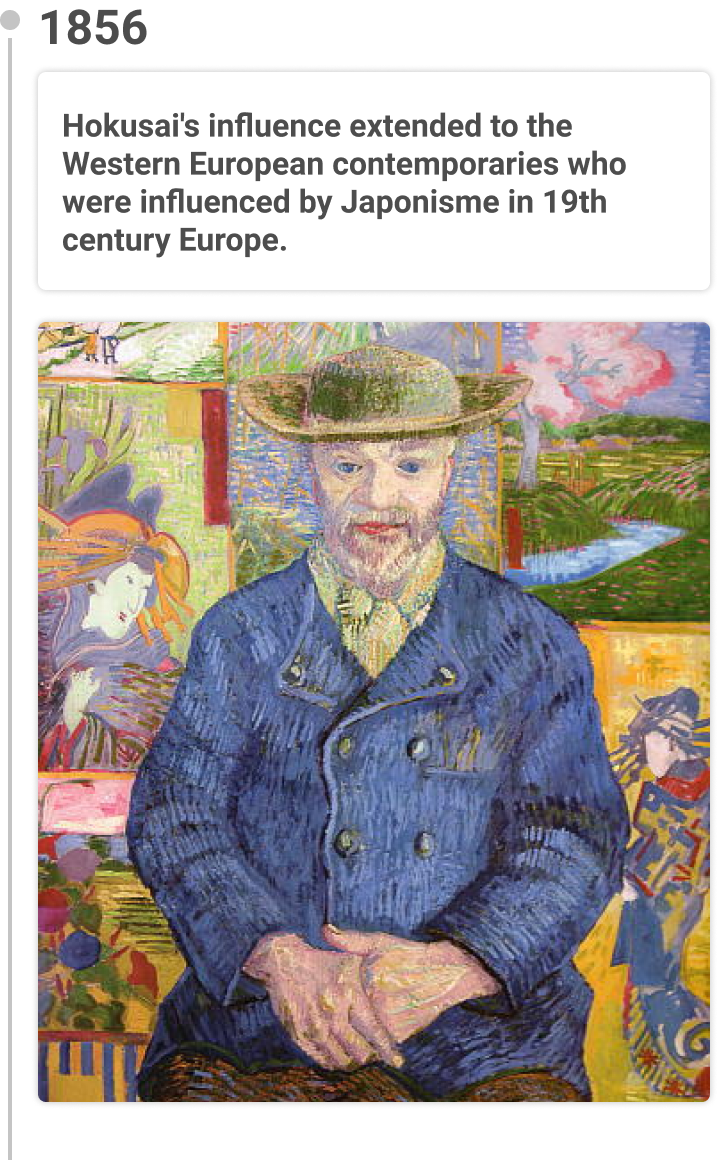 1856
Hokusai's influence extended to the
Western European contemporaries who
were influenced by Japonisme in 19th
century Europe.